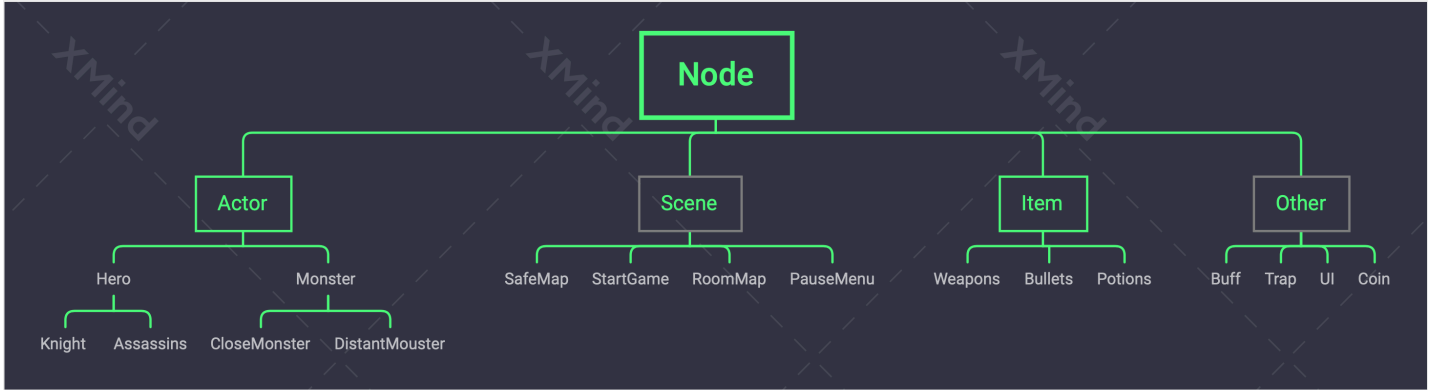 XMind XMind XMind
Node
Actor Scene Item Other
Hero Monster SafeMap StartGame RoomMap PauseMenu Weapons Bullets Potions Buff Trap UI Coin
Knight Assassins CloseMonster DistantMouster